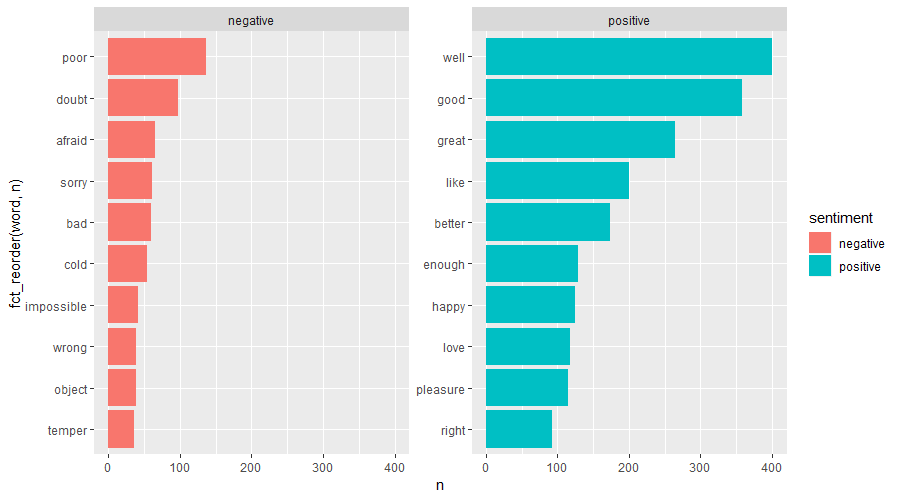 negative
positive
fct_reorder(word, n)
poor
doubt
afraid
sorry
bad
cold
impossible
wrong
object
temper
0 100 200 300 400
well
good
great
like
better
enough
happy
love
pleasure
right
0 100 200 300 400
n
sentiment
negative
positive